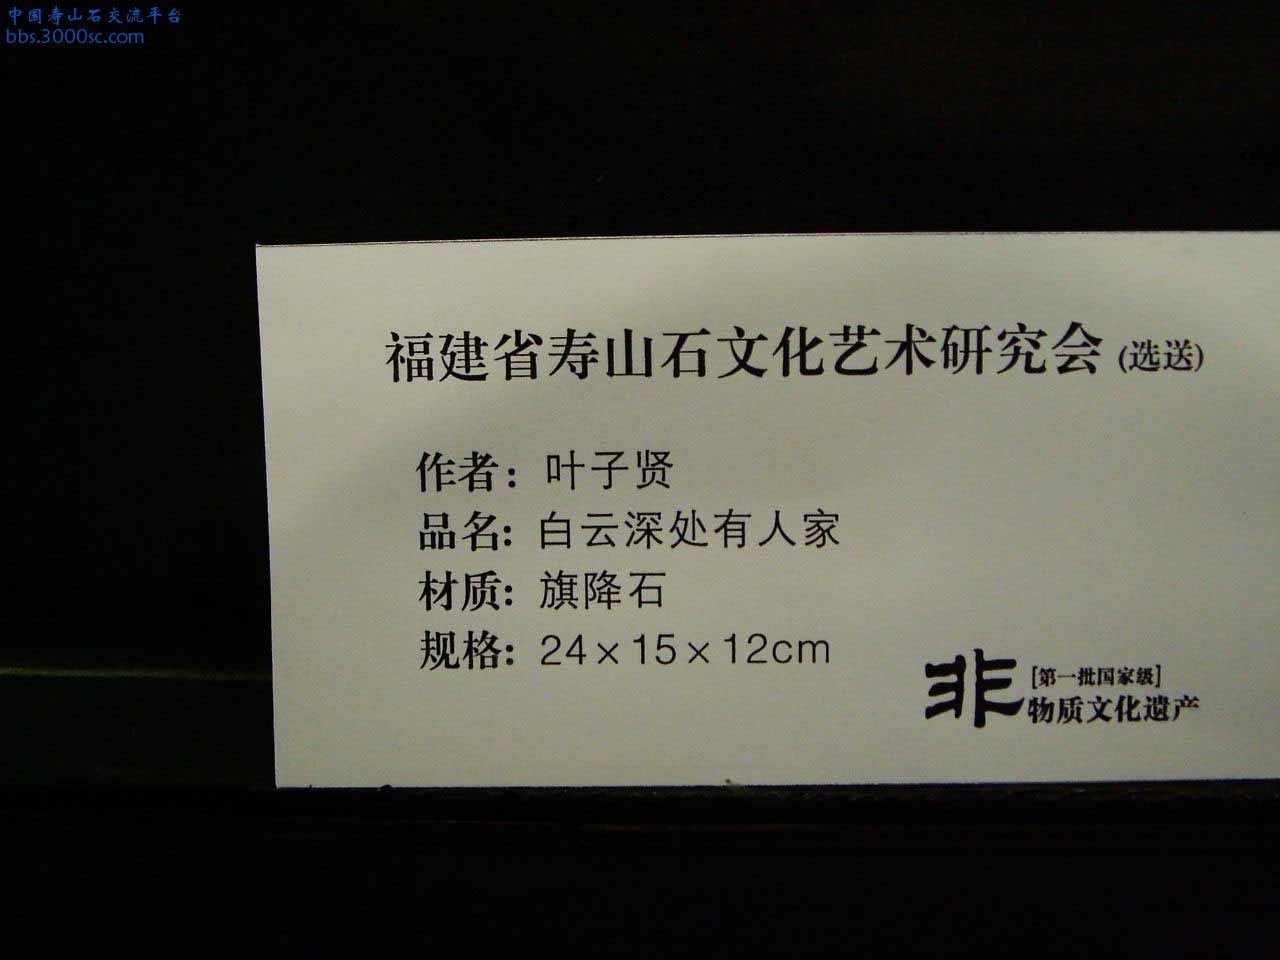 中国寿山石交流平台
bbs.3000sc.com
福建省寿山石文化艺术研究会 (选送)
作者: 叶子贤
品名: 白云深处有人家
材质: 旗降石
规格: 24×15×12cm
非 [第一批国家级]
物质文化遗产